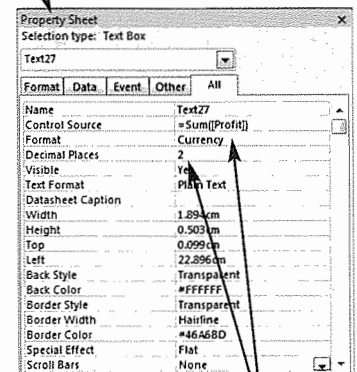 Property Sheet
Selection type: Text Box
Text27
Format Data Event Other All
Name Text27
Control Source =Sum([Profit])
Format Currency
Decimal Places 2
Visible Yes
Text Format Plain Text
Datasheet Caption
Width 1.894cm
Height 0.503cm
Top 0.099cm
Left 22.896cm
Back Style Transparent
Back Color #FFFFFF
Border Style Transparent
Border Width Hairline
Border Color #46A68D
Special Effect Flat
Scroll Bars None